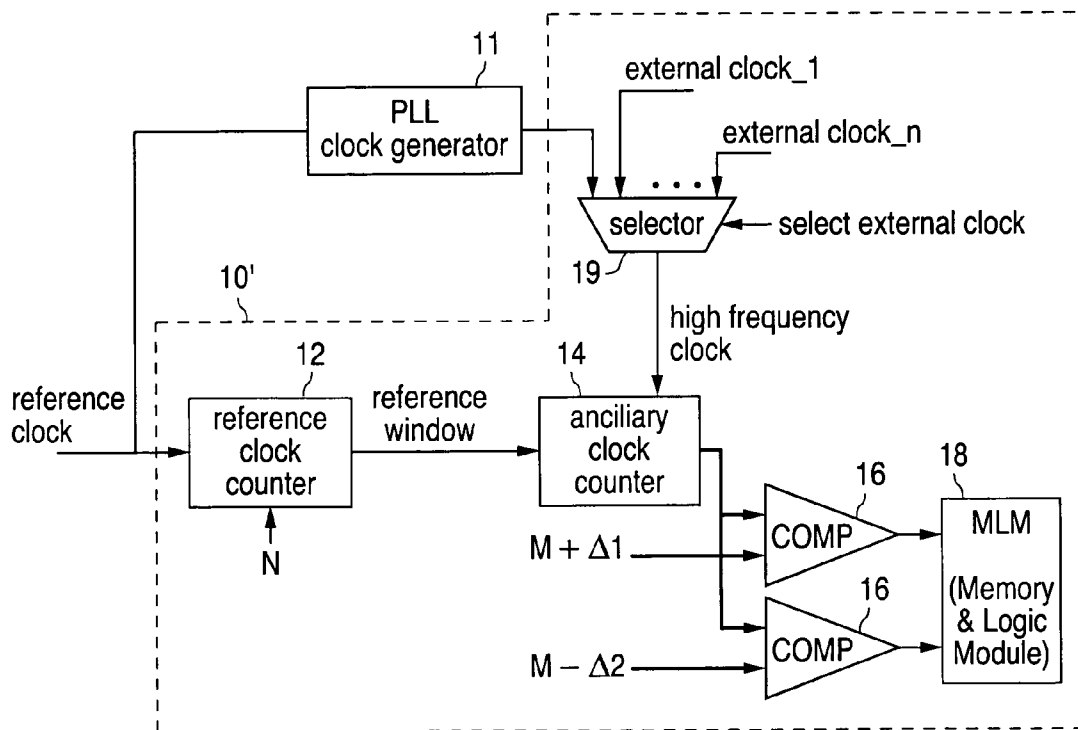 11
PLL
clock generator
external clock_1
external clock_n
• • •
selector
select external clock
19
10'
high frequency
clock
12
14
reference
clock
reference
clock
counter
reference
window
anciliary
clock
counter
N
16
18
COMP
MLM
(Memory
& Logic
Module)
M + Δ1
16
COMP
M − Δ2